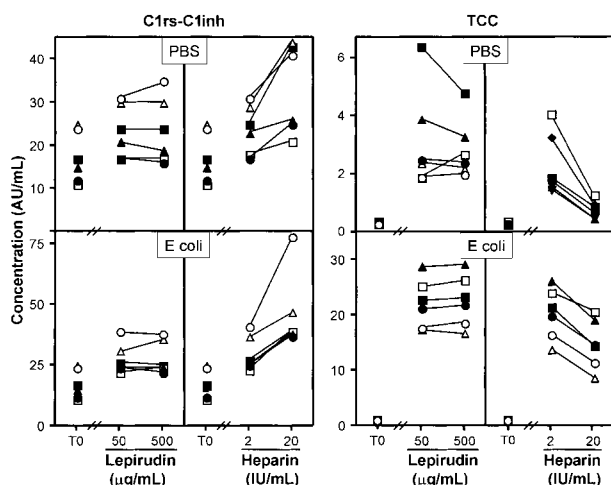 C1rs-C1inh
TCC
Concentration (AU/mL)
PBS
40
30
20
10
0
PBS
6
4
2
0
E coli
75
50
25
0
E coli
30
20
10
0
T0 50 500 T0 2 20
Lepirudin Heparin
(µg/mL) (IU/mL)
T0 50 500 T0 2 20
Lepirudin Heparin
(µg/mL) (IU/mL)